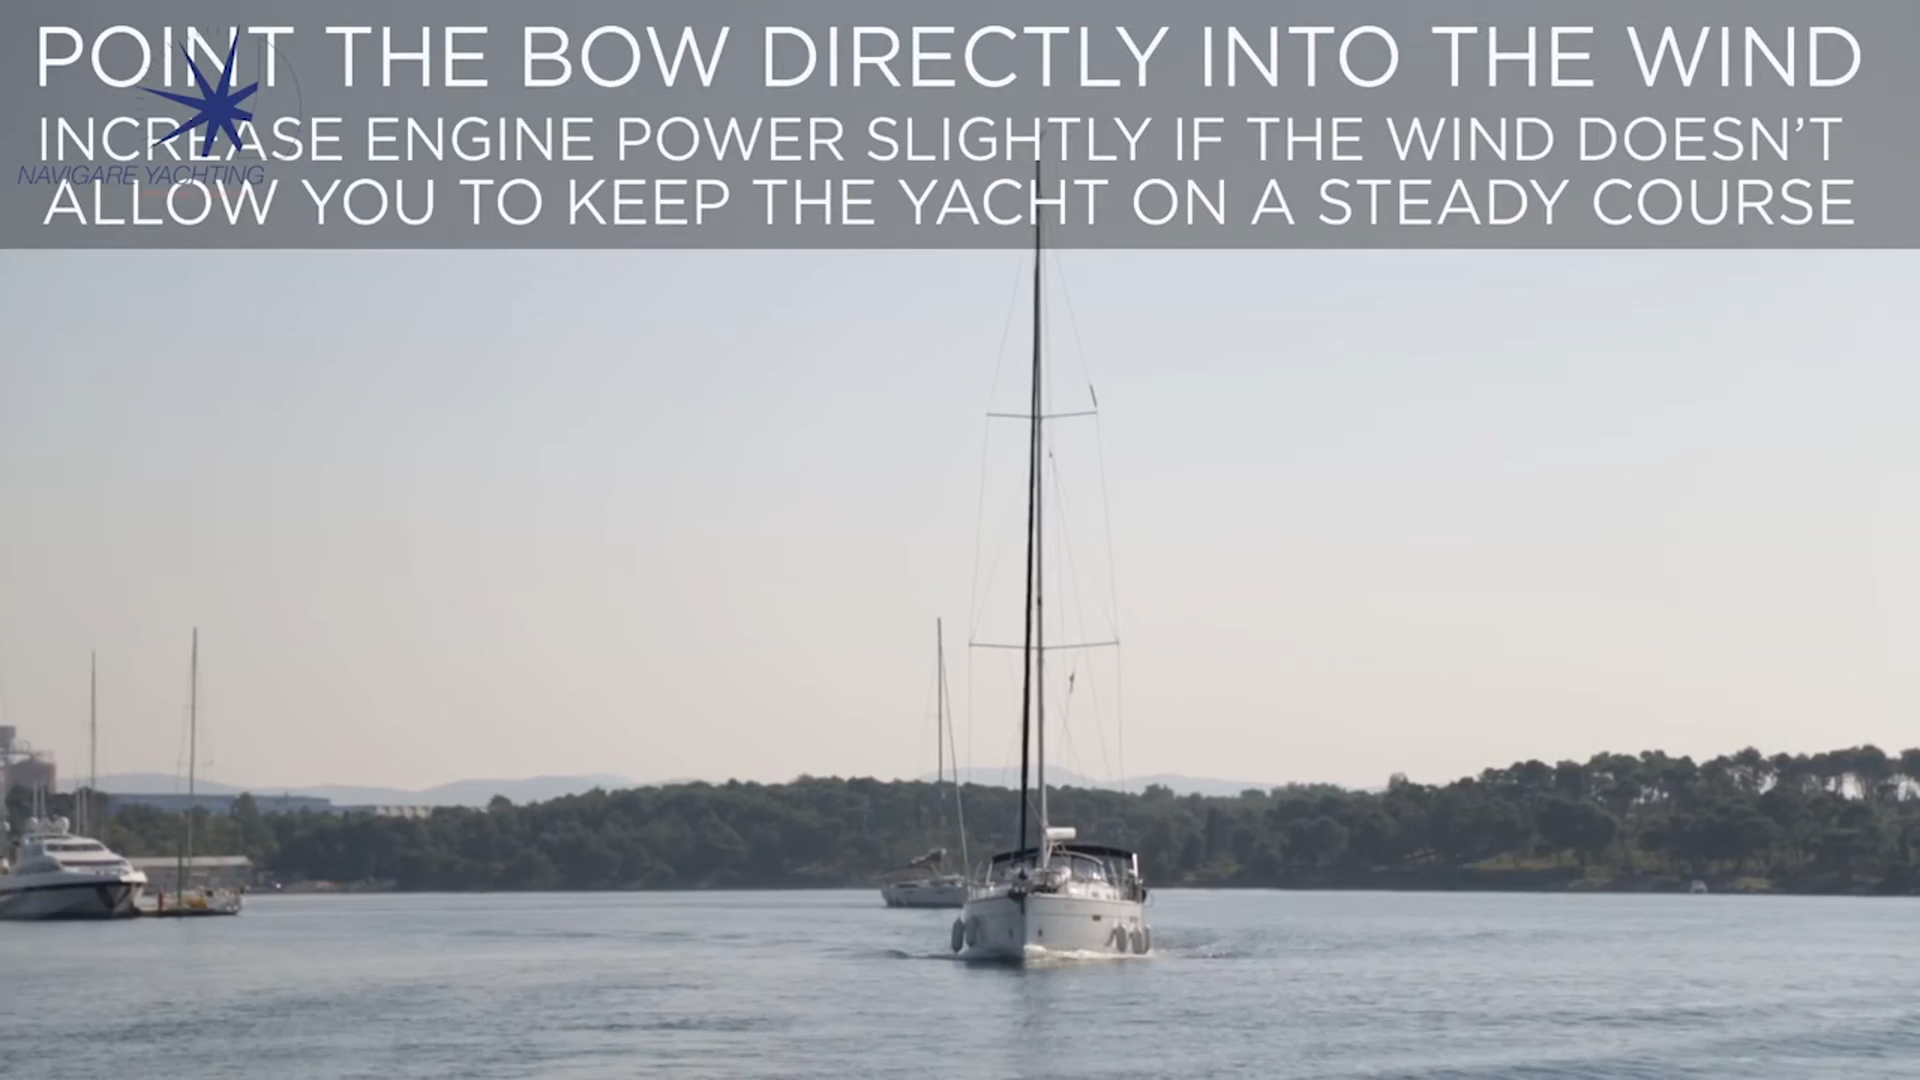 POINT THE BOW DIRECTLY INTO THE WIND
INCREASE ENGINE POWER SLIGHTLY IF THE WIND DOESN'T
NAVIGARE YACHTING
ALLOW YOU TO KEEP THE YACHT ON A STEADY COURSE